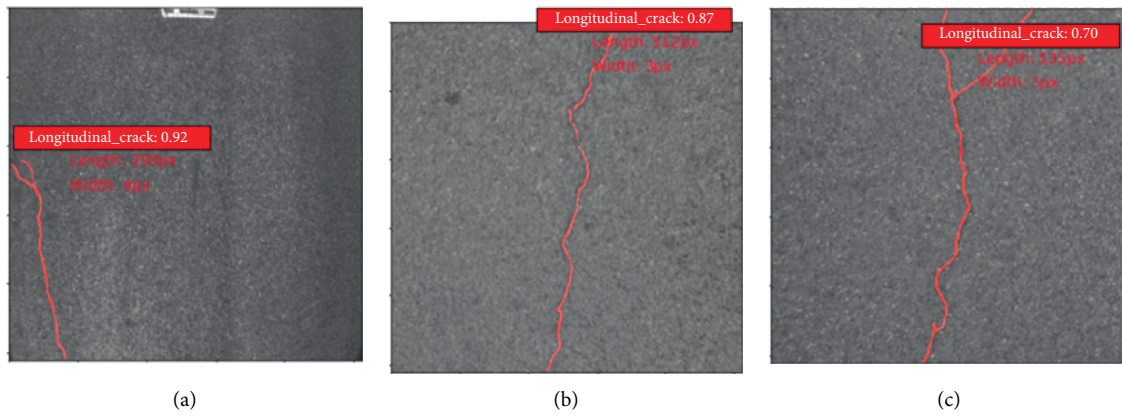 Longitudinal_crack: 0.92
Length: 299px
Width: 4px
(a)
Longitudinal_crack: 0.87
Length: 512px
Width: 3px
(b)
Longitudinal_crack: 0.70
Length: 535px
Width: 5px
(c)